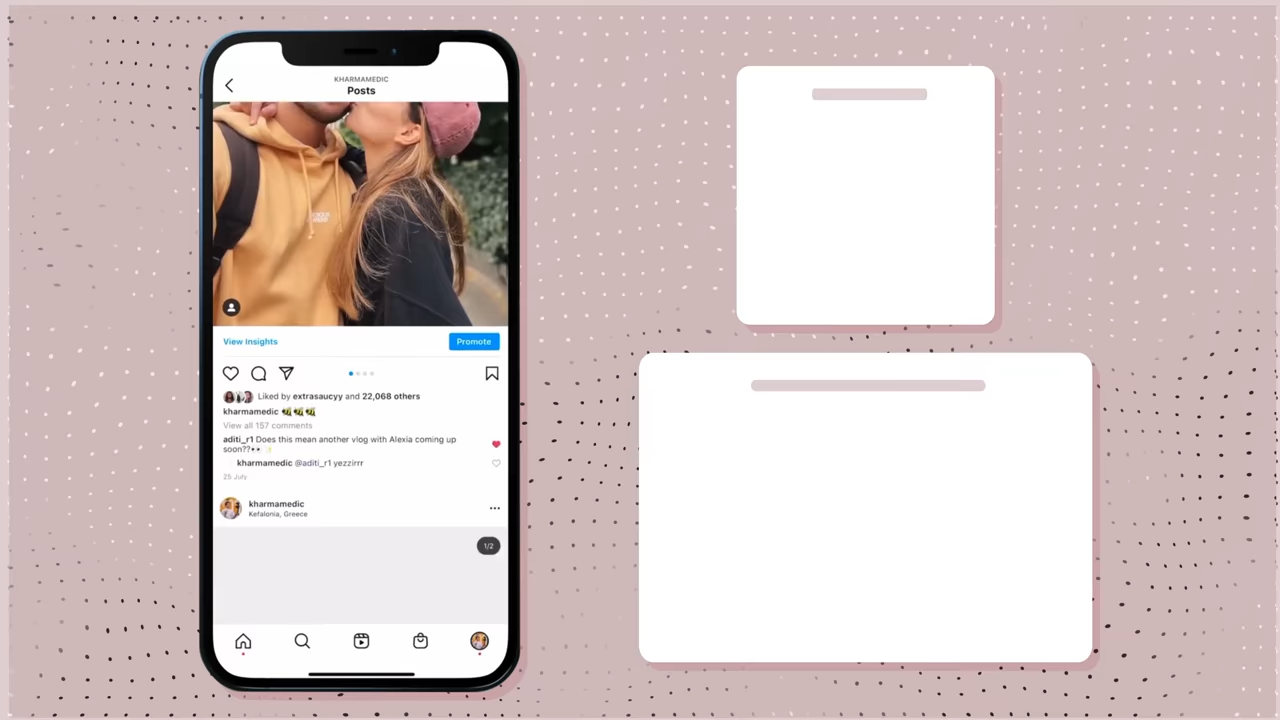 KHARMAMEDIC
Posts
View Insights
Promote
Liked by extrasaucyy and 22,068 others
kharmamedic 🐝🐝🐝
View all 157 comments
aditi_r1 Does this mean another vlog with Alexia coming up
soon??👀✨
kharmamedic @aditi_r1 yezzirrr
25 July
kharmamedic
Kefalonia, Greece
1/2